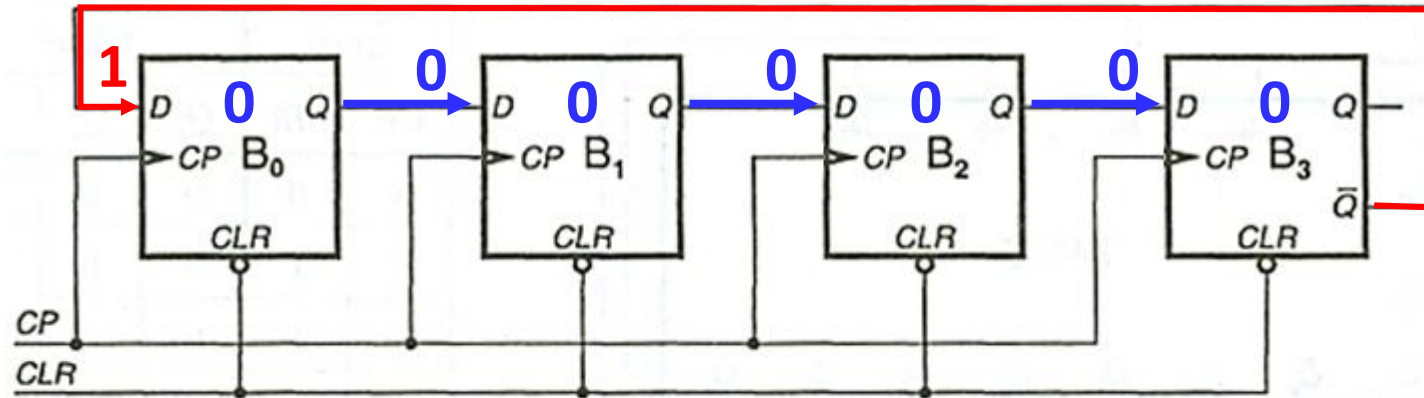 1 0 0 0
D 0 Q D 0 Q D 0 Q D 0 Q
CP B₀ CP B₁ CP B₂ CP B₃
Q̅
CLR CLR CLR CLR
CP
CLR